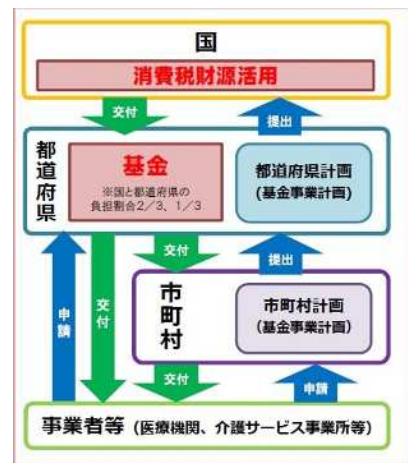 国
消費税財源活用
交付
提出
都道府県
基金
※国と都道府県の
負担割合2/3、1/3
都道府県計画
(基金事業計画)
交付
提出
申請
交付
市町村
市町村計画
(基金事業計画)
交付
申請
事業者等（医療機関、介護サービス事業所等）